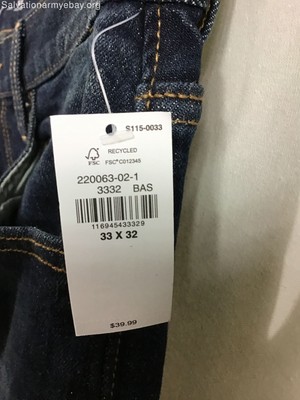 Salvationarmyebay.org
S115-0033
RECYCLED
FSC® C012345
FSC
220063-02-1
3332 BAS
116945433329
33 X 32
$39.99